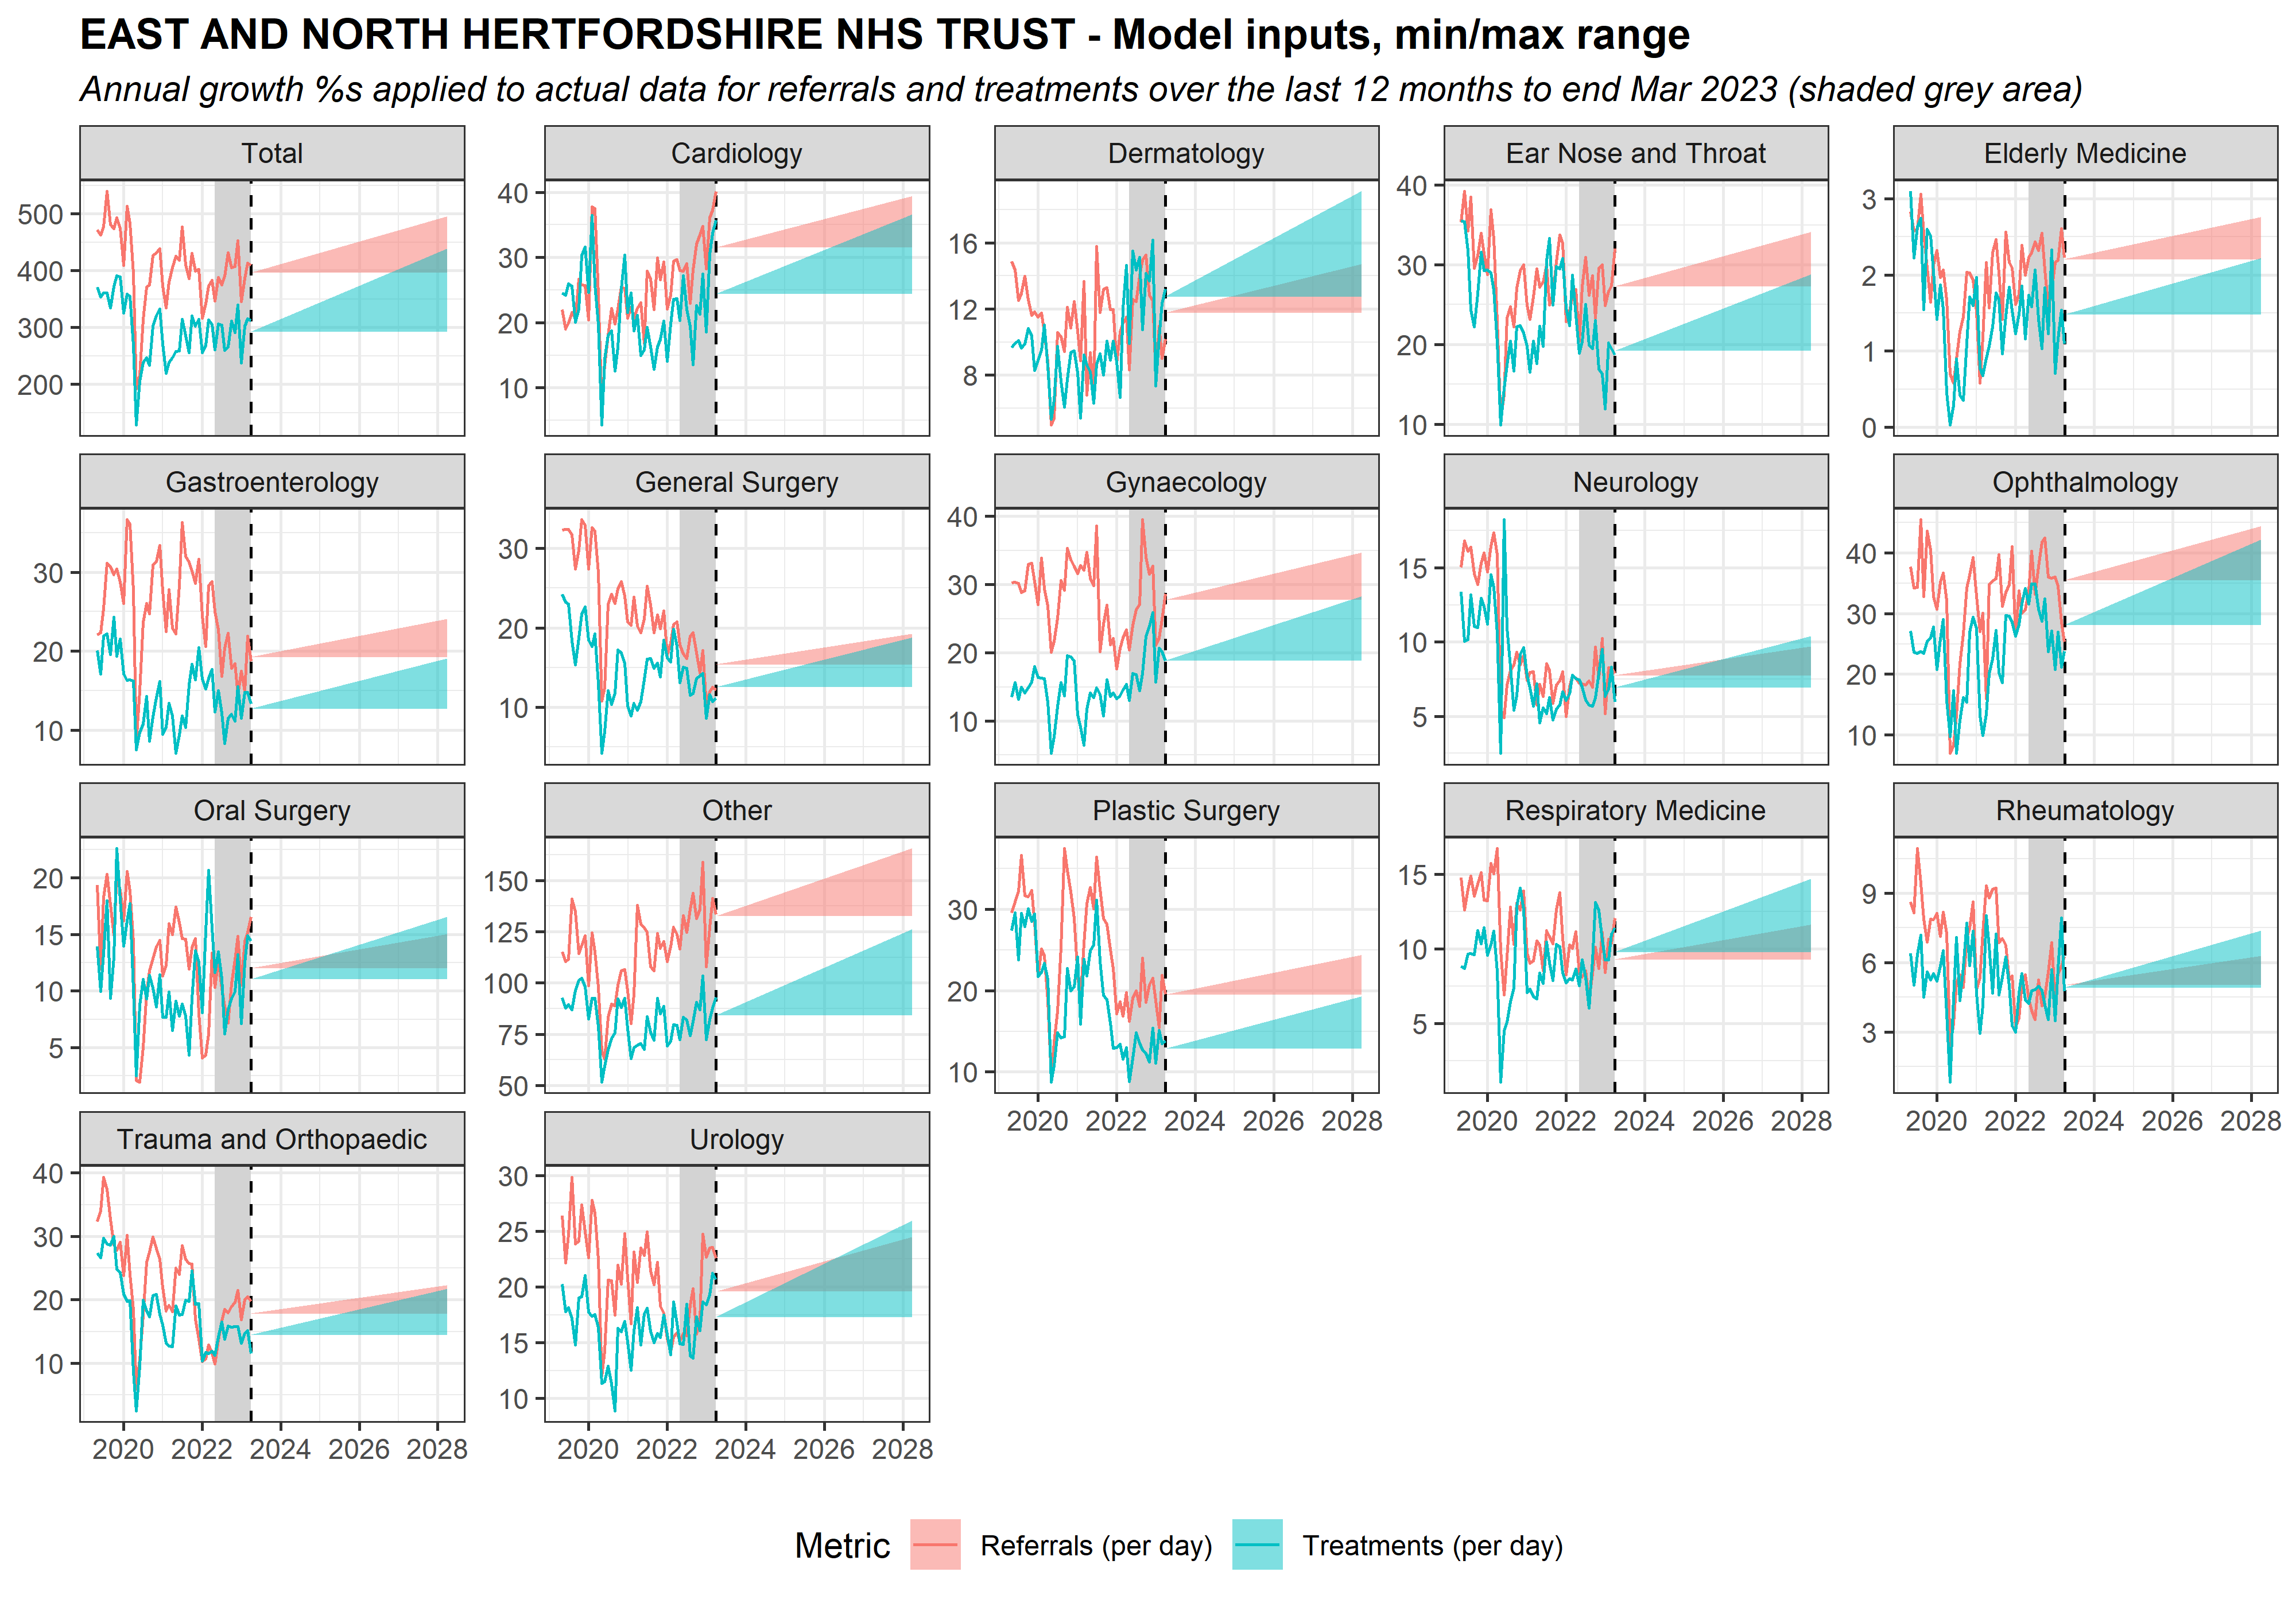 EAST AND NORTH HERTFORDSHIRE NHS TRUST - Model inputs, min/max range
Annual growth %s applied to actual data for referrals and treatments over the last 12 months to end Mar 2023 (shaded grey area)
Total
Cardiology
Dermatology
Ear Nose and Throat
Elderly Medicine
500
400
300
200
40
30
20
10
16
12
8
40
30
20
10
3
2
1
0
Gastroenterology
General Surgery
Gynaecology
Neurology
Ophthalmology
30
20
10
30
20
10
40
30
20
10
15
10
5
40
30
20
10
Oral Surgery
Other
Plastic Surgery
Respiratory Medicine
Rheumatology
20
15
10
5
150
125
100
75
50
30
20
10
15
10
5
9
6
3
2020 2022 2024 2026 2028
2020 2022 2024 2026 2028
2020 2022 2024 2026 2028
Trauma and Orthopaedic
Urology
40
30
20
10
30
25
20
15
10
2020 2022 2024 2026 2028
2020 2022 2024 2026 2028
Metric
Referrals (per day)
Treatments (per day)